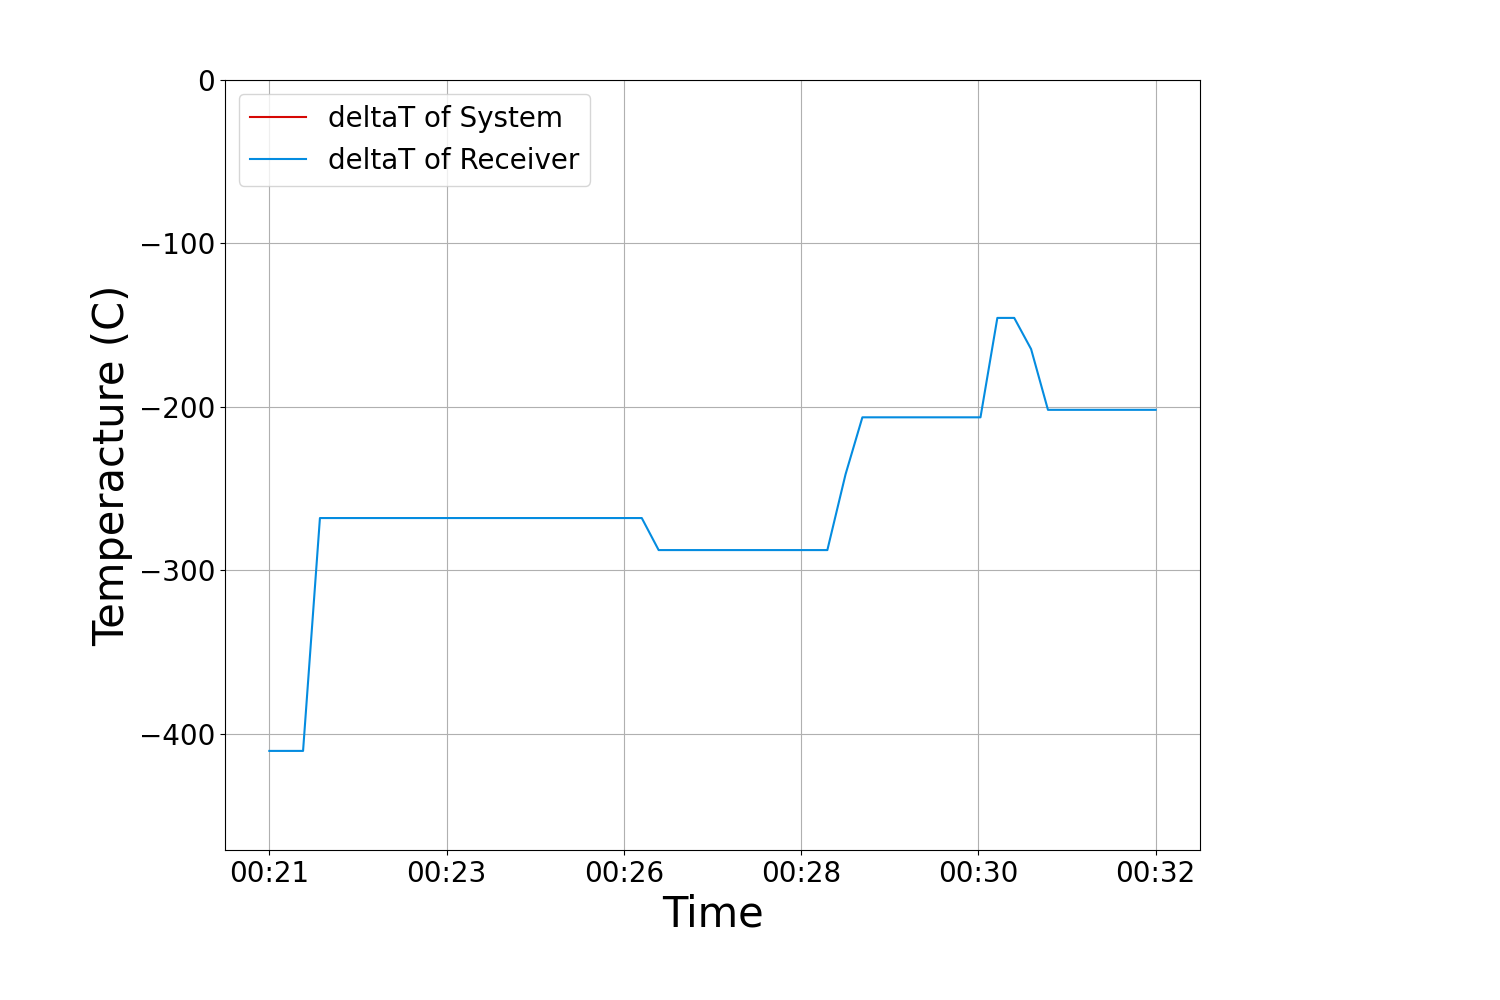 deltaT of System
deltaT of Receiver
0
−100
−200
−300
−400
Temperacture (C)
00:21 00:23 00:26 00:28 00:30 00:32
Time